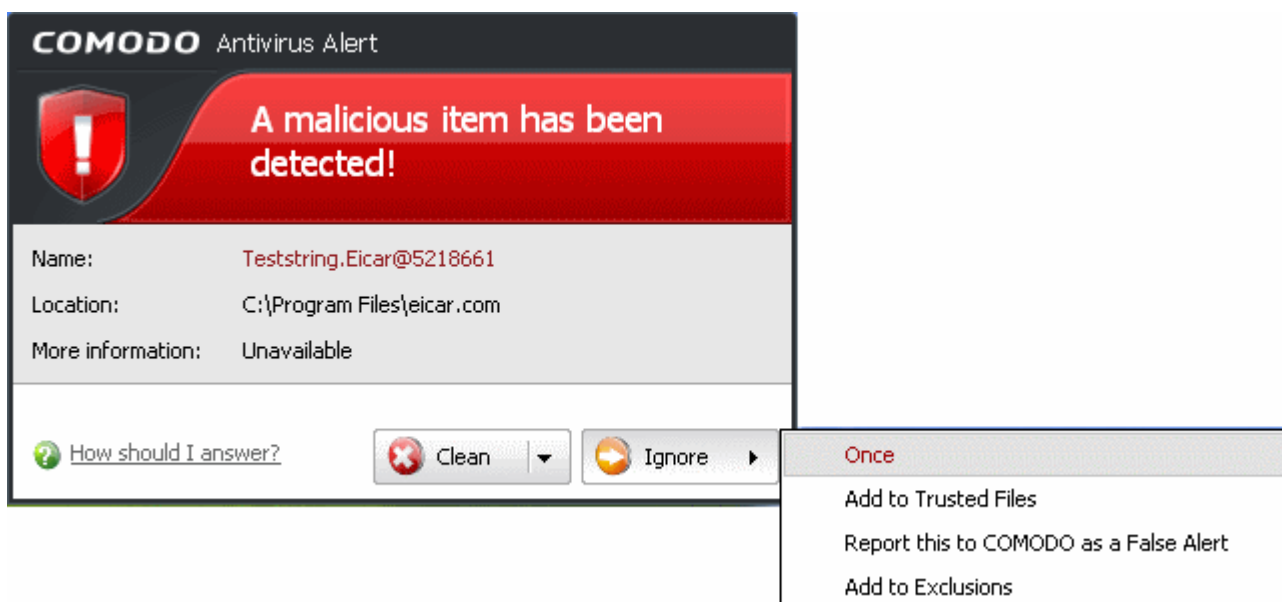 COMODO Antivirus Alert
A malicious item has been
detected!
Name: Teststring.Eicar@5218661
Location: C:\Program Files\eicar.com
More information: Unavailable
How should I answer? Clean Ignore
Once
Add to Trusted Files
Report this to COMODO as a False Alert
Add to Exclusions